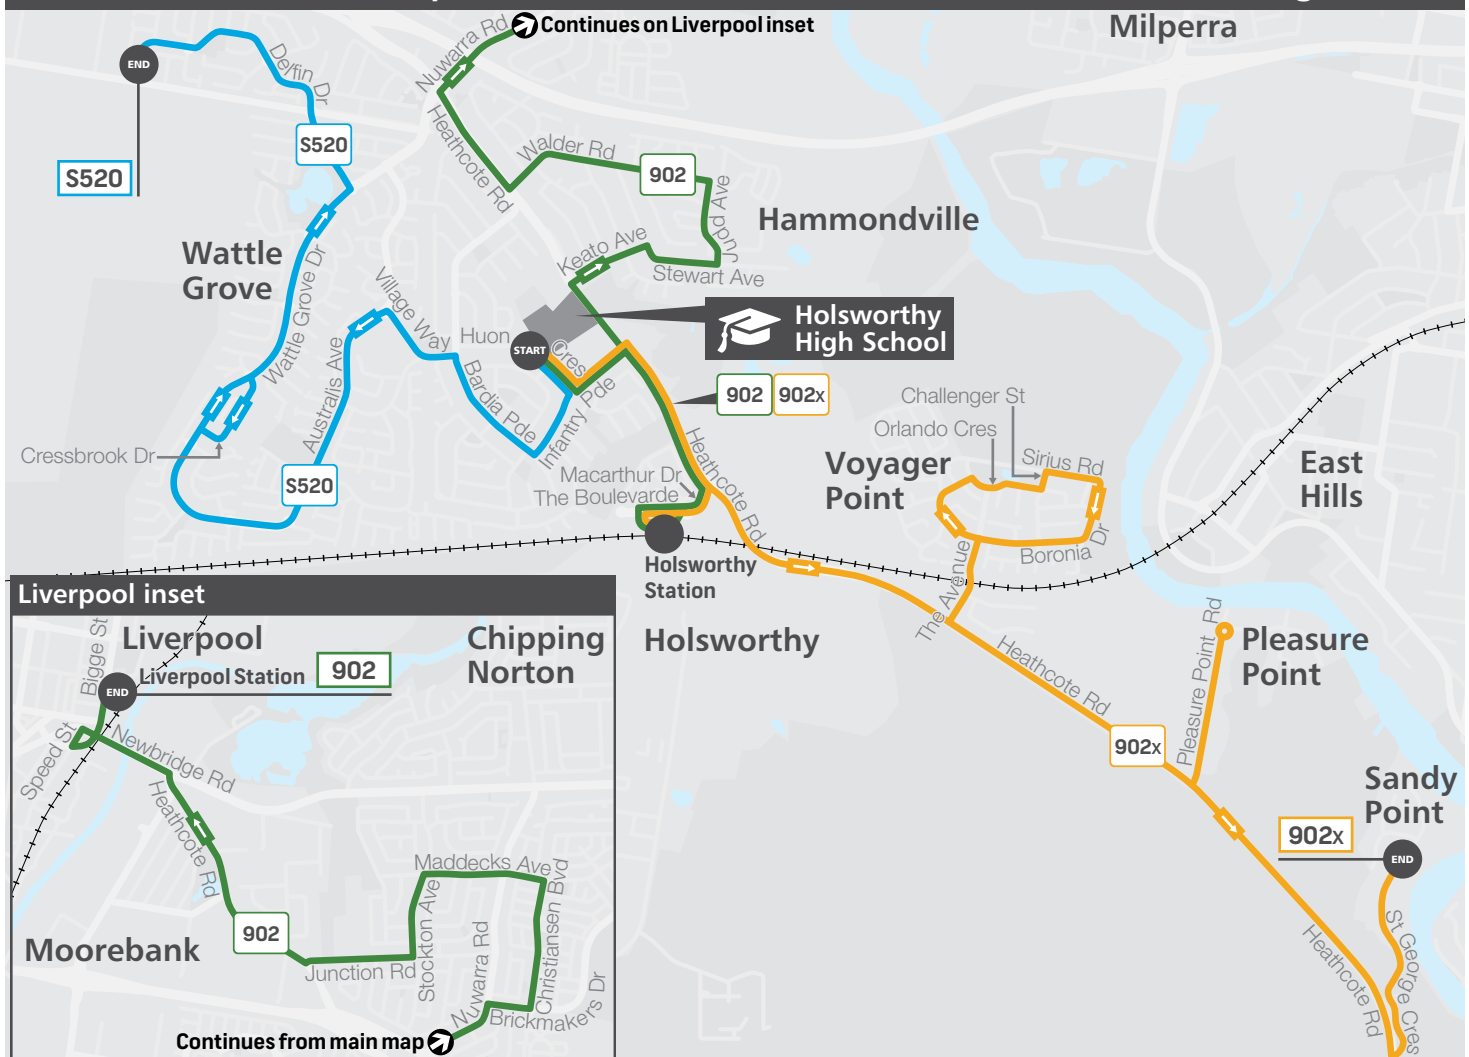 Continues on Liverpool inset
Milperra
Nuwarra Rd
END
Delfin Dr
S520
S520
Heathcote Rd
Walder Rd
902
Judd Ave
Hammondville
Wattle
Grove
Wattle Grove Dr
Keato Ave
Stewart Ave
Village Way
Huon
Cres
START
Holsworthy
High School
902
902x
Australis Ave
Bardia Pde
Infantry Pde
Cressbrook Dr
S520
Macarthur Dr
The Boulevarde
Heathcote Rd
Challenger St
Orlando Cres
Sirius Rd
Voyager
Point
East
Hills
Boronia Dr
The Avenue
Holsworthy
Station
Holsworthy
Heathcote Rd
Pleasure Point Rd
Pleasure
Point
902x
Sandy
Point
902x
END
St George Cres
Heathcote Rd
Liverpool inset
Bigge St
Liverpool
Liverpool Station
902
END
Chipping
Norton
Speed St
Newbridge Rd
Heathcote Rd
902
Moorebank
Junction Rd
Stockton Ave
Maddecks Ave
Christiansen Bvd
Nuwarra Rd
Brickmakers Dr
Continues from main map